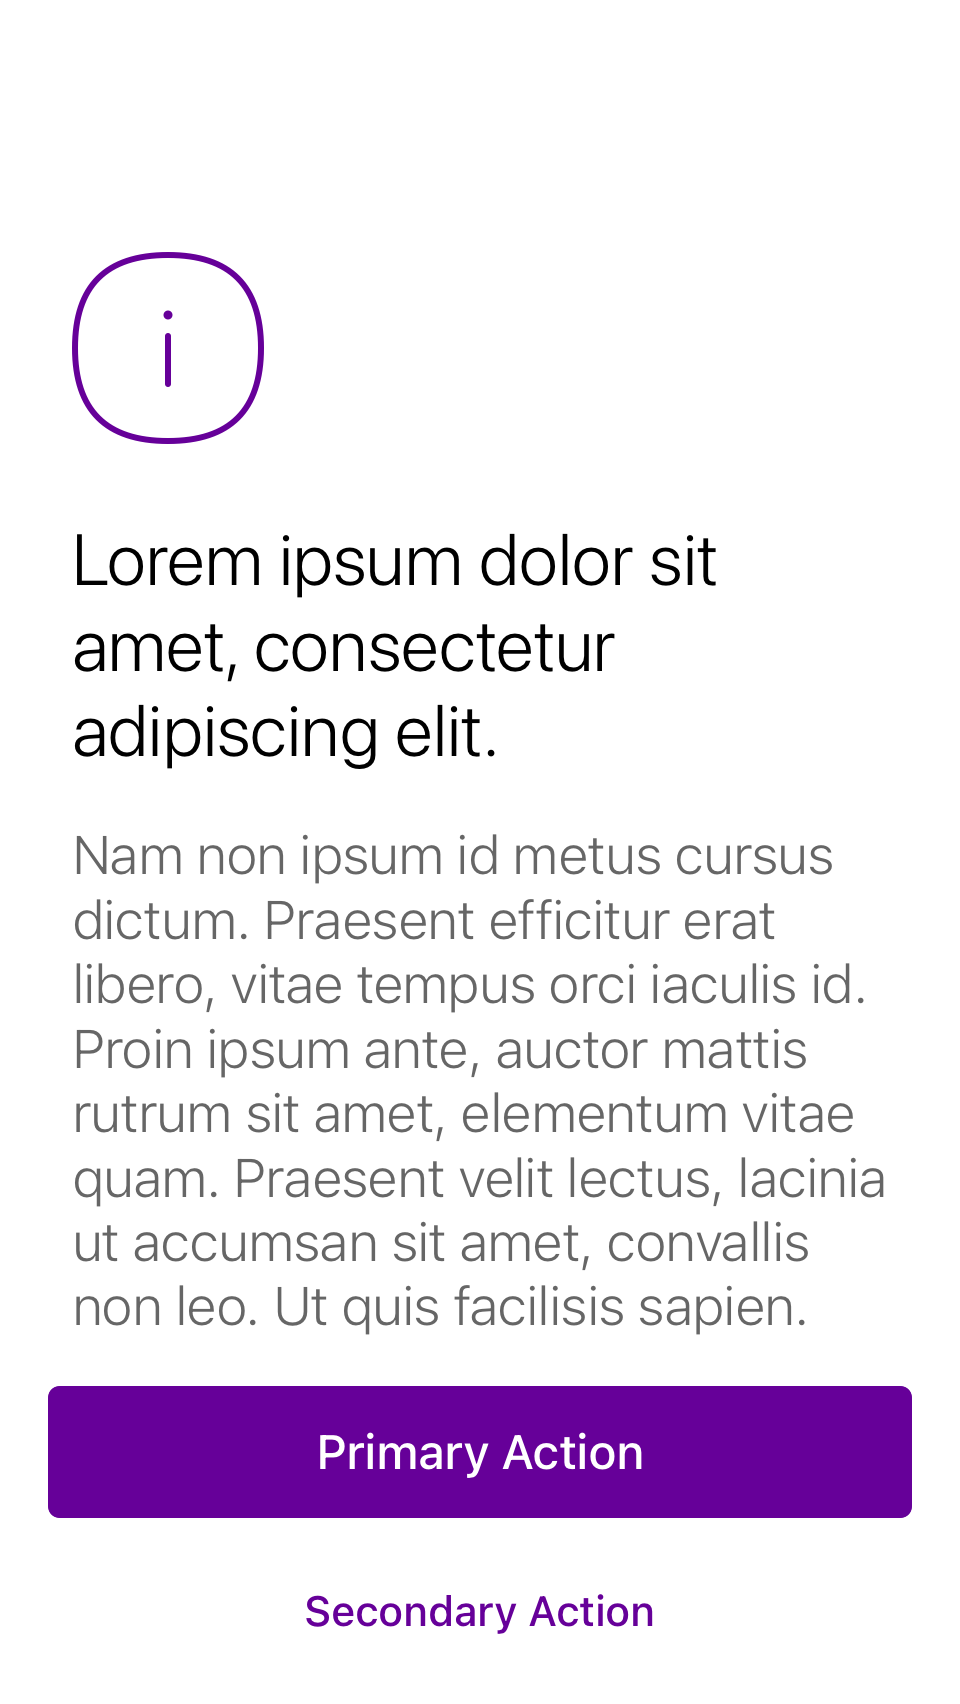 Lorem ipsum dolor sit
amet, consectetur
adipiscing elit.
Nam non ipsum id metus cursus
dictum. Praesent efficitur erat
libero, vitae tempus orci iaculis id.
Proin ipsum ante, auctor mattis
rutrum sit amet, elementum vitae
quam. Praesent velit lectus, lacinia
ut accumsan sit amet, convallis
non leo. Ut quis facilisis sapien.
Primary Action
Secondary Action